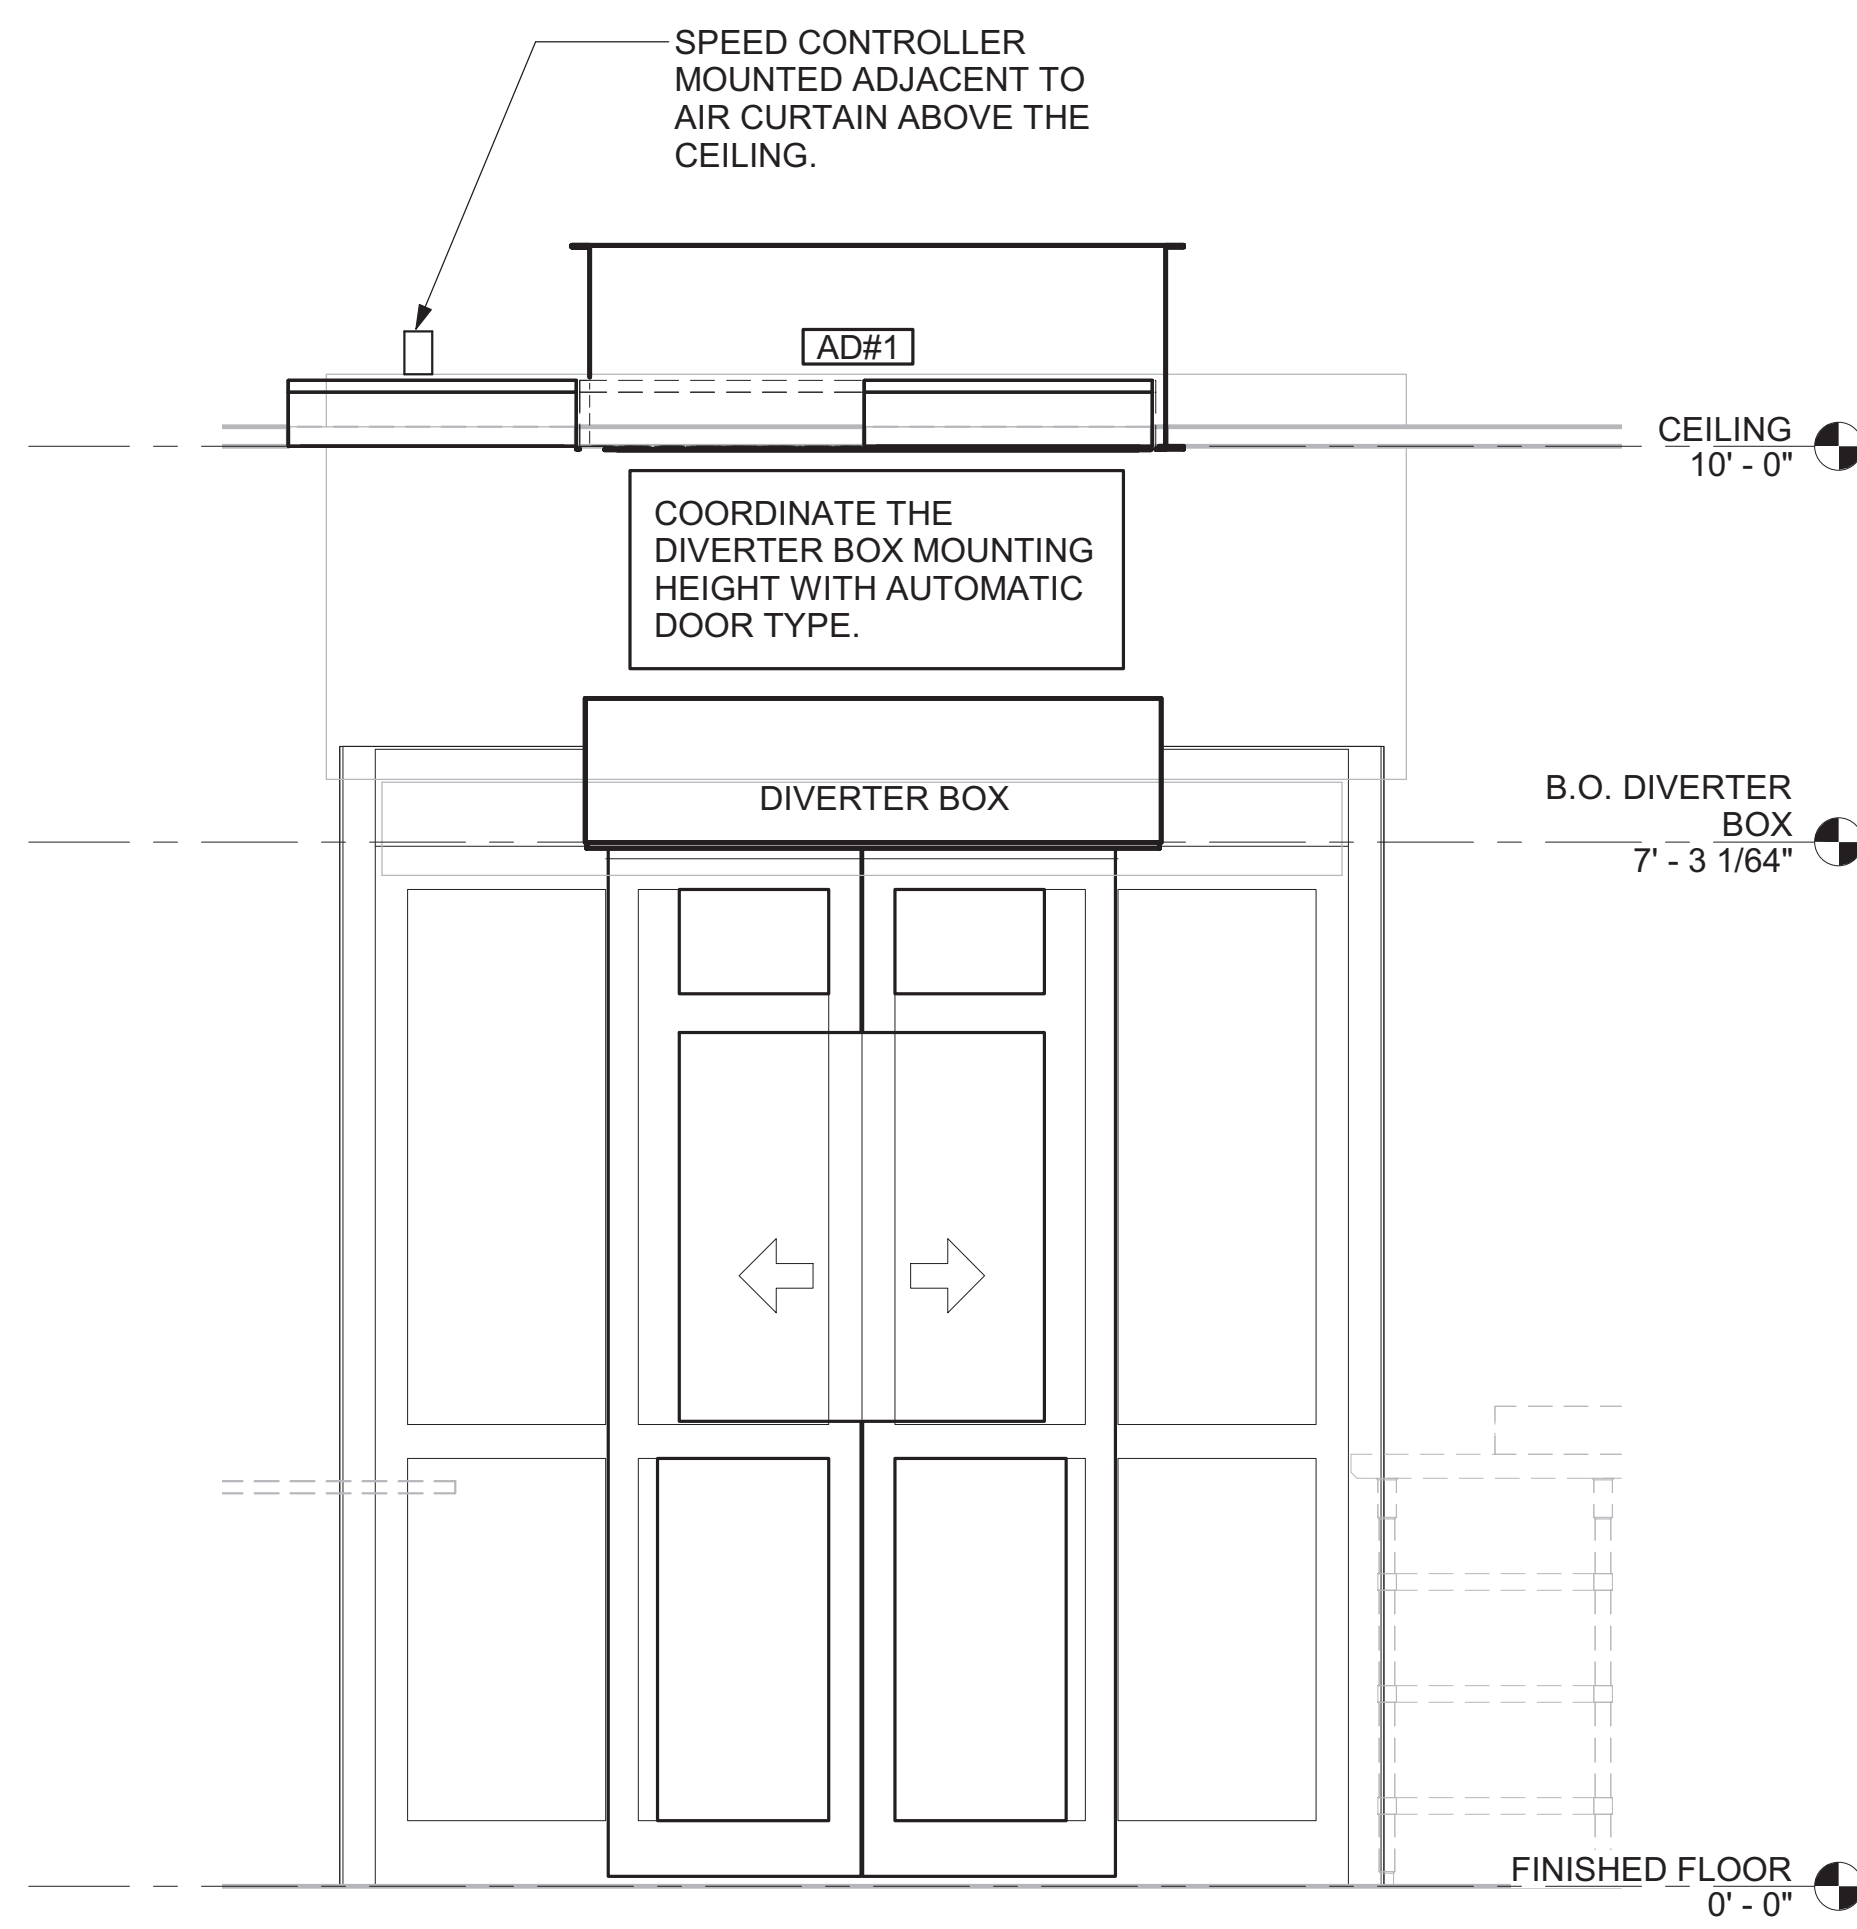 SPEED CONTROLLER
MOUNTED ADJACENT TO
AIR CURTAIN ABOVE THE
CEILING.
AD#1
CEILING
10' - 0"
COORDINATE THE
DIVERTER BOX MOUNTING
HEIGHT WITH AUTOMATIC
DOOR TYPE.
DIVERTER BOX
B.O. DIVERTER
BOX
7' - 3 1/64"
FINISHED FLOOR
0' - 0"